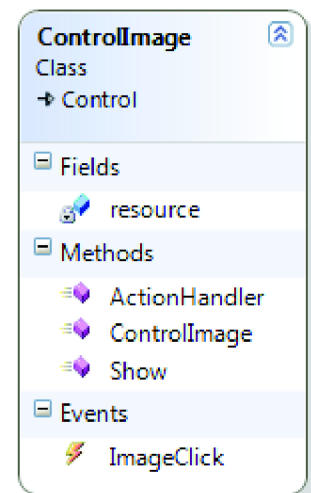 ControlImage
Class
Control
Fields
resource
Methods
ActionHandler
ControlImage
Show
Events
ImageClick